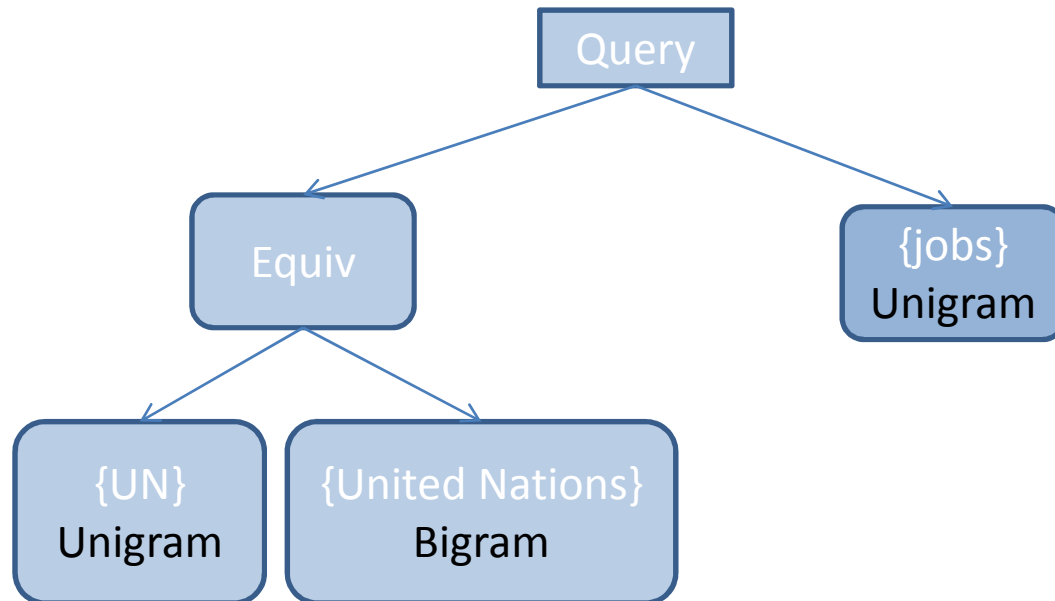 Query
Equiv
{jobs}
Unigram
{UN}
Unigram
{United Nations}
Bigram